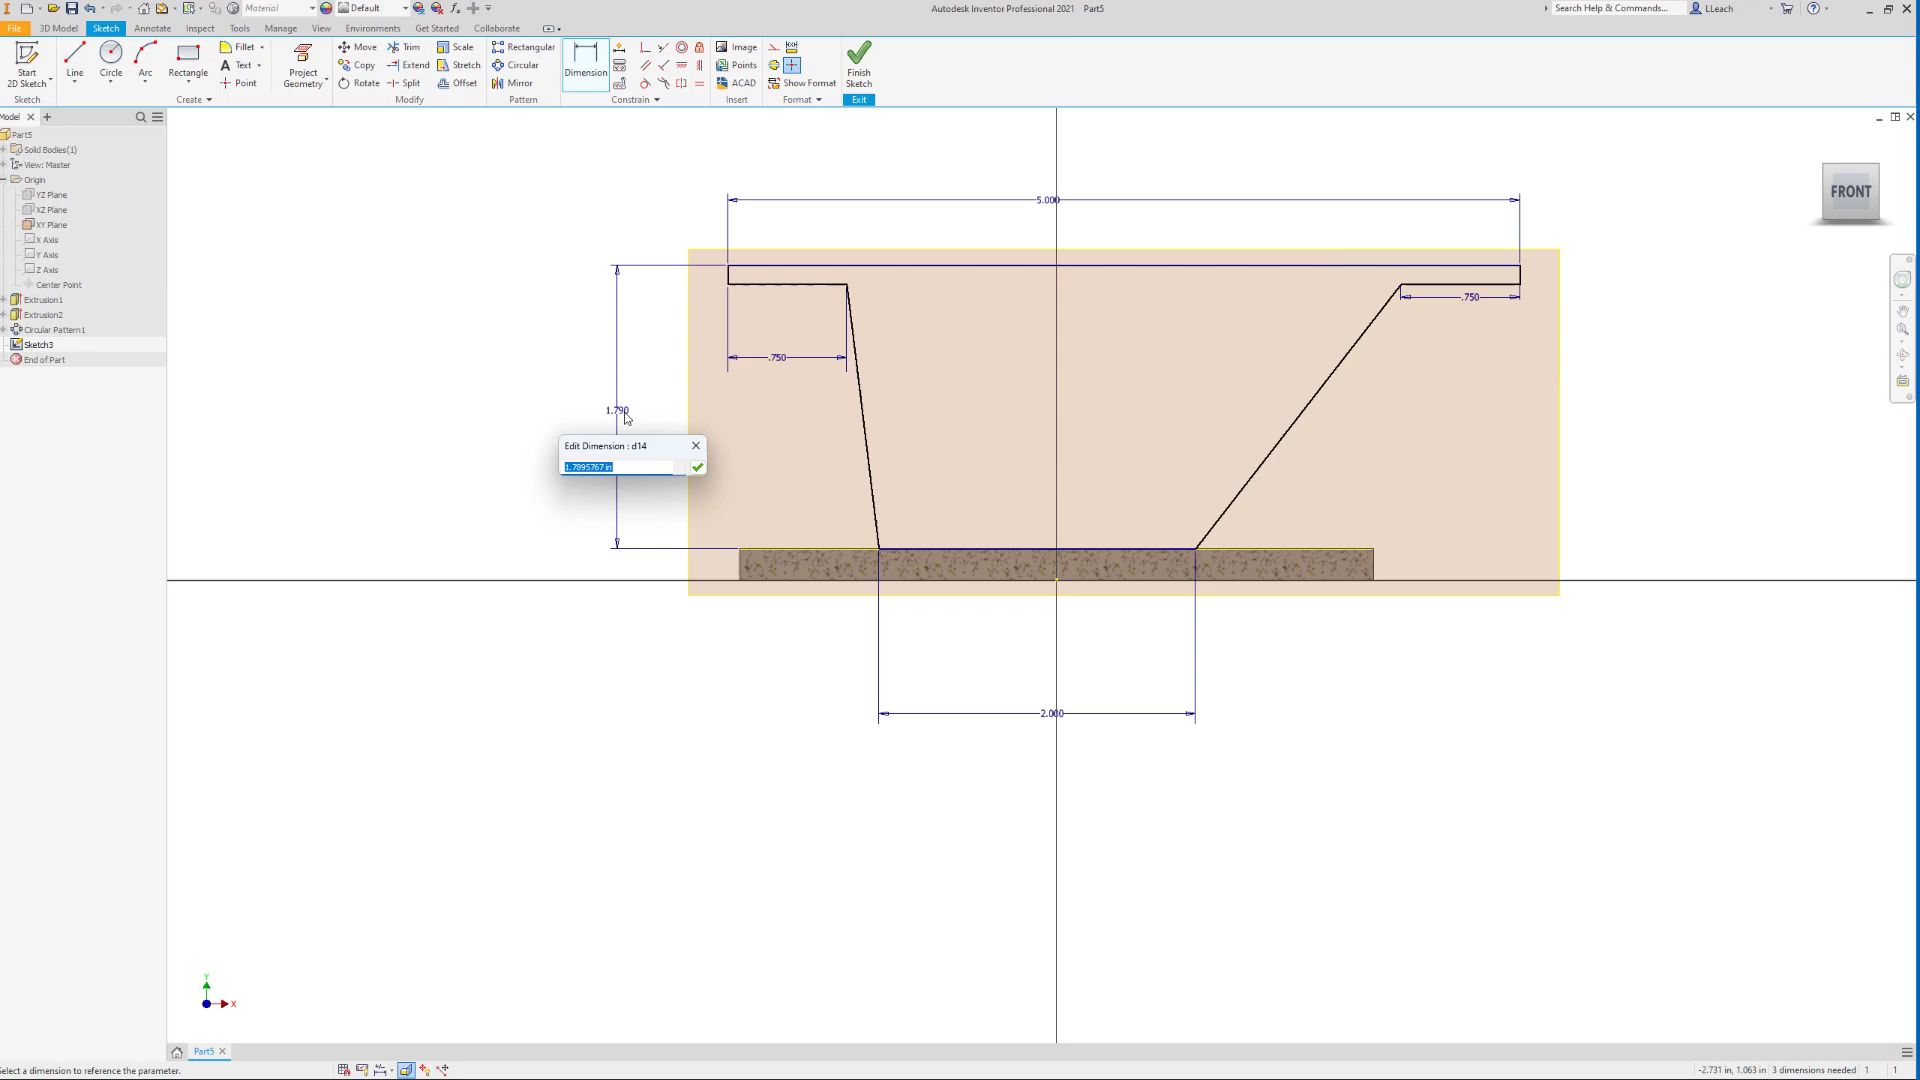 Material
Default
Autodesk Inventor Professional 2021 Part5
Search Help & Commands...
LLeach
File
3D Model
Sketch
Annotate
Inspect
Tools
Manage
View
Environments
Get Started
Collaborate
Start
2D Sketch
Line
Circle
Arc
Rectangle
Fillet
Text
Point
Project
Geometry
Move
Copy
Rotate
Trim
Extend
Split
Scale
Stretch
Offset
Rectangular
Circular
Mirror
Dimension
Image
Points
ACAD
Show Format
Finish
Sketch
Sketch
Create
Modify
Pattern
Constrain
Insert
Format
Exit
Model
Part5
Solid Bodies(1)
View: Master
Origin
YZ Plane
XZ Plane
XY Plane
X Axis
Y Axis
Z Axis
Center Point
Extrusion1
Extrusion2
Circular Pattern1
Sketch3
End of Part
FRONT
5.000
.750
.750
1.790
Edit Dimension : d14
1.7895767 in
2.000
Y
X
Part5
Select a dimension to reference the parameter.
-2.731 in, 1.063 in
3 dimensions needed
1
1